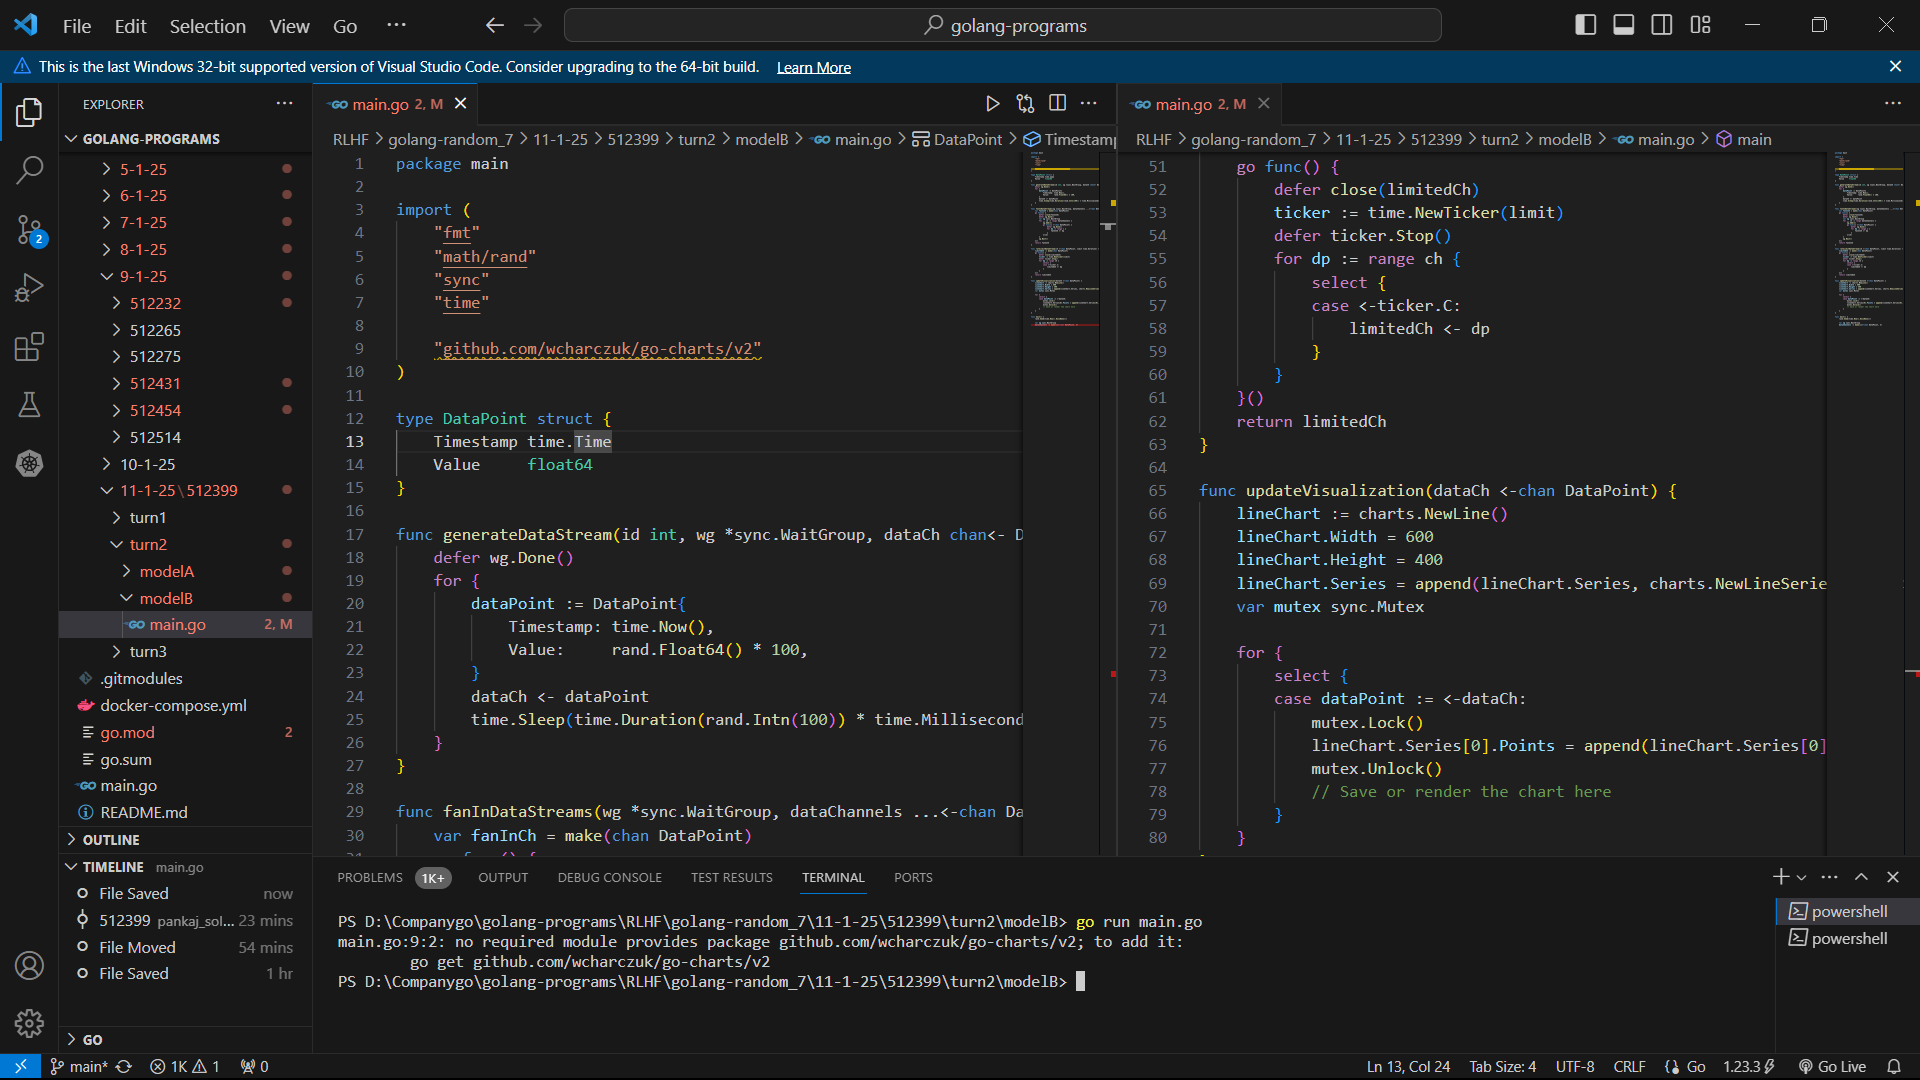 File Edit Selection View Go ···
golang-programs
This is the last Windows 32-bit supported version of Visual Studio Code. Consider upgrading to the 64-bit build. Learn More
EXPLORER
GOLANG-PROGRAMS
5-1-25
6-1-25
7-1-25
8-1-25
9-1-25
512232
512265
512275
512431
512454
512514
10-1-25
11-1-25\512399
turn1
turn2
modelA
modelB
main.go 2, M
turn3
.gitmodules
docker-compose.yml
go.mod 2
go.sum
main.go
README.md
OUTLINE
TIMELINE main.go
File Saved now
512399 pankaj_sol... 23 mins
File Moved 54 mins
File Saved 1 hr
GO
main.go 2, M
RLHF > golang-random_7 > 11-1-25 > 512399 > turn2 > modelB > main.go > DataPoint > Timestamp
1 package main
2
3 import (
4 "fmt"
5 "math/rand"
6 "sync"
7 "time"
8
9 "github.com/wcharczuk/go-charts/v2"
10 )
11
12 type DataPoint struct {
13 Timestamp time.Time
14 Value float64
15 }
16
17 func generateDataStream(id int, wg *sync.WaitGroup, dataCh chan<- D
18 defer wg.Done()
19 for {
20 dataPoint := DataPoint{
21 Timestamp: time.Now(),
22 Value: rand.Float64() * 100,
23 }
24 dataCh <- dataPoint
25 time.Sleep(time.Duration(rand.Intn(100)) * time.Millisecond
26 }
27 }
28
29 func fanInDataStreams(wg *sync.WaitGroup, dataChannels ...<-chan Da
30 var fanInCh = make(chan DataPoint)
main.go 2, M
RLHF > golang-random_7 > 11-1-25 > 512399 > turn2 > modelB > main.go > main
51 go func() {
52 defer close(limitedCh)
53 ticker := time.NewTicker(limit)
54 defer ticker.Stop()
55 for dp := range ch {
56 select {
57 case <-ticker.C:
58 limitedCh <- dp
59 }
60 }
61 }()
62 return limitedCh
63 }
64
65 func updateVisualization(dataCh <-chan DataPoint) {
66 lineChart := charts.NewLine()
67 lineChart.Width = 600
68 lineChart.Height = 400
69 lineChart.Series = append(lineChart.Series, charts.NewLineSerie
70 var mutex sync.Mutex
71
72 for {
73 select {
74 case dataPoint := <-dataCh:
75 mutex.Lock()
76 lineChart.Series[0].Points = append(lineChart.Series[0]
77 mutex.Unlock()
78 // Save or render the chart here
79 }
80 }
PROBLEMS 1K+ OUTPUT DEBUG CONSOLE TEST RESULTS TERMINAL PORTS
PS D:\Companygo\golang-programs\RLHF\golang-random_7\11-1-25\512399\turn2\modelB> go run main.go
main.go:9:2: no required module provides package github.com/wcharczuk/go-charts/v2; to add it:
go get github.com/wcharczuk/go-charts/v2
PS D:\Companygo\golang-programs\RLHF\golang-random_7\11-1-25\512399\turn2\modelB>
powershell
powershell
2
main* 1K 1 0
Ln 13, Col 24 Tab Size: 4 UTF-8 CRLF Go 1.23.3 Go Live